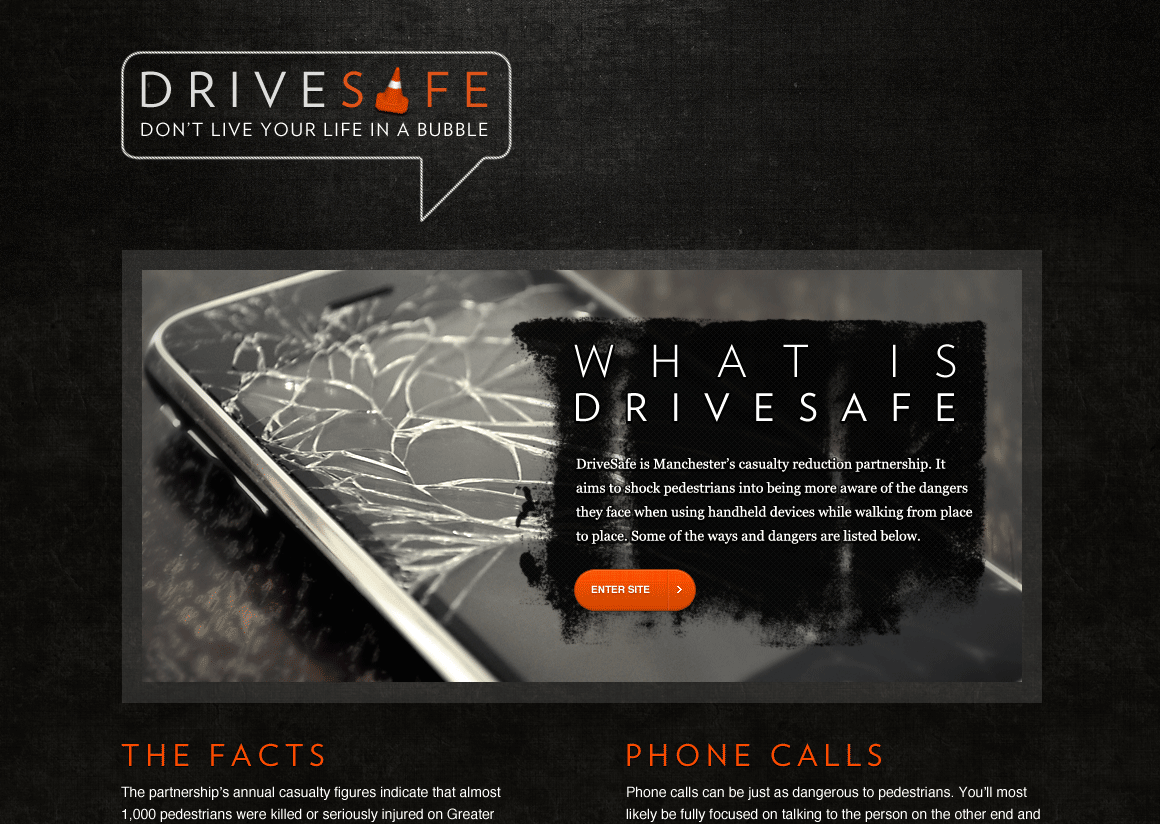 DRIVESAFE
DON'T LIVE YOUR LIFE IN A BUBBLE
WHAT IS
DRIVESAFE
DriveSafe is Manchester's casualty reduction partnership. It
aims to shock pedestrians into being more aware of the dangers
they face when using handheld devices while walking from place
to place. Some of the ways and dangers are listed below.
ENTER SITE
THE FACTS
The partnership's annual casualty figures indicate that almost
1,000 pedestrians were killed or seriously injured on Greater
PHONE CALLS
Phone calls can be just as dangerous to pedestrians. You'll most
likely be fully focused on talking to the person on the other end and